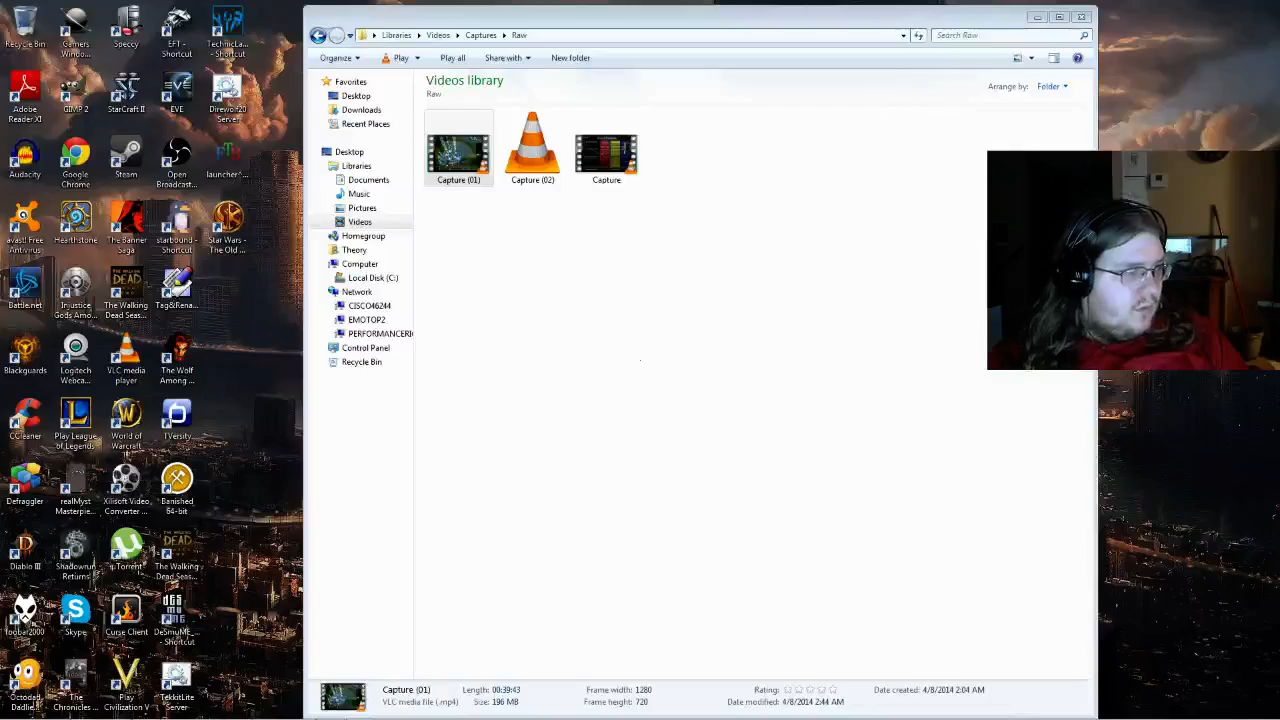 Libraries ▸ Videos ▸ Captures ▸ Raw
Search Raw
Organize ▾ Play ▾ Play all Share with ▾ New folder
Videos library
Raw
Arrange by: Folder ▾
Capture (01) Capture (02) Capture
Favorites
Desktop
Downloads
Recent Places
Desktop
Libraries
Documents
Music
Pictures
Videos
Homegroup
Theory
Computer
Local Disk (C:)
Network
CISCO46244
EMOTOP2
PERFORMANCERI
Control Panel
Recycle Bin
Recycle Bin
Gamers Windo...
Speccy
EFT - Shortcut
TechnicLa... - Shortcut
Adobe Reader XI
GIMP 2
StarCraft II
EVE
Direwolf20 Server
Audacity
Google Chrome
Steam
Open Broadcast...
launcher^...
avast! Free Antivirus
Hearthstone
The Banner Saga
starbound - Shortcut
Star Wars - The Old ...
Battle.net
Injustice Gods Amo...
The Walking Dead Seas...
Tag&Rena...
Blackguards
Logitech Webca...
VLC media player
The Wolf Among ...
CCleaner
Play League of Legends
World of Warcraft
TVersity
Defraggler
realMyst Masterpie...
Xilisoft Video Converter ...
Banished 64-bit
Diablo III
Shadowrun Returns
uTorrent
The Walking Dead Seas...
foobar2000
Skype
Curse Client
DeSmuME_... - Shortcut
Octodad Dadlie...
The Chronicles ...
Play Civilization V
TekkitLite Server
Capture (01) Length: 00:39:43 Frame width: 1280 Rating: Date created: 4/8/2014 2:04 AM
VLC media file (.mp4) Size: 196 MB Frame height: 720 Date modified: 4/8/2014 2:44 AM